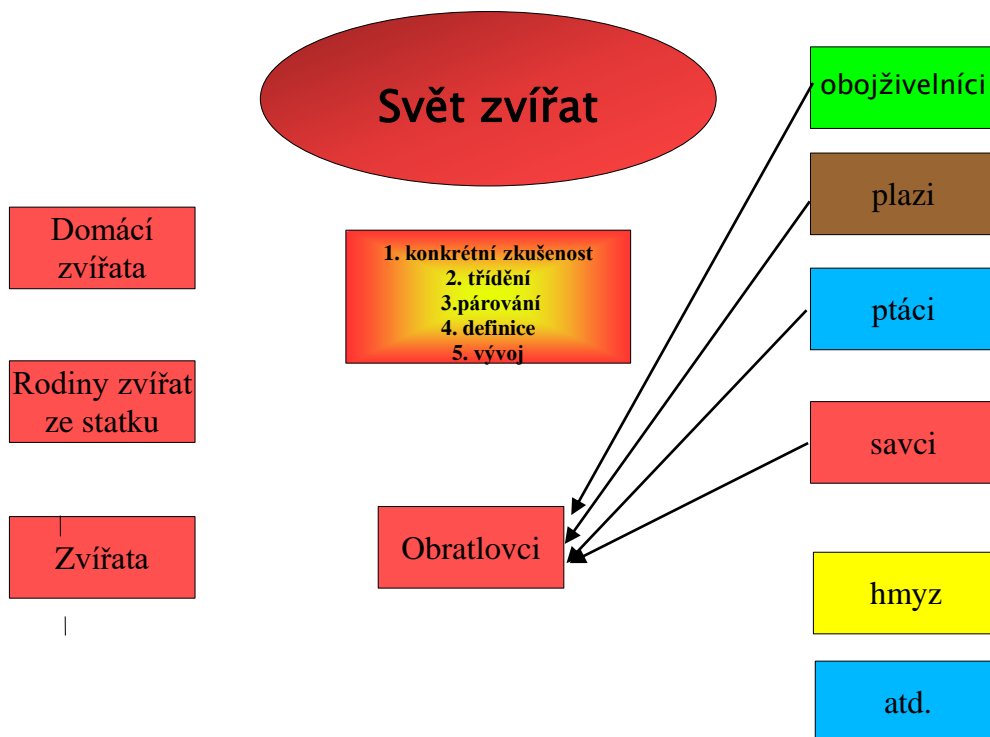 Svět zvířat
obojživelníci
plazi
ptáci
savci
hmyz
atd.
Domácí
zvířata
Rodiny zvířat
ze statku
Zvířata
1. konkrétní zkušenost
2. třídění
3.párování
4. definice
5. vývoj
Obratlovci